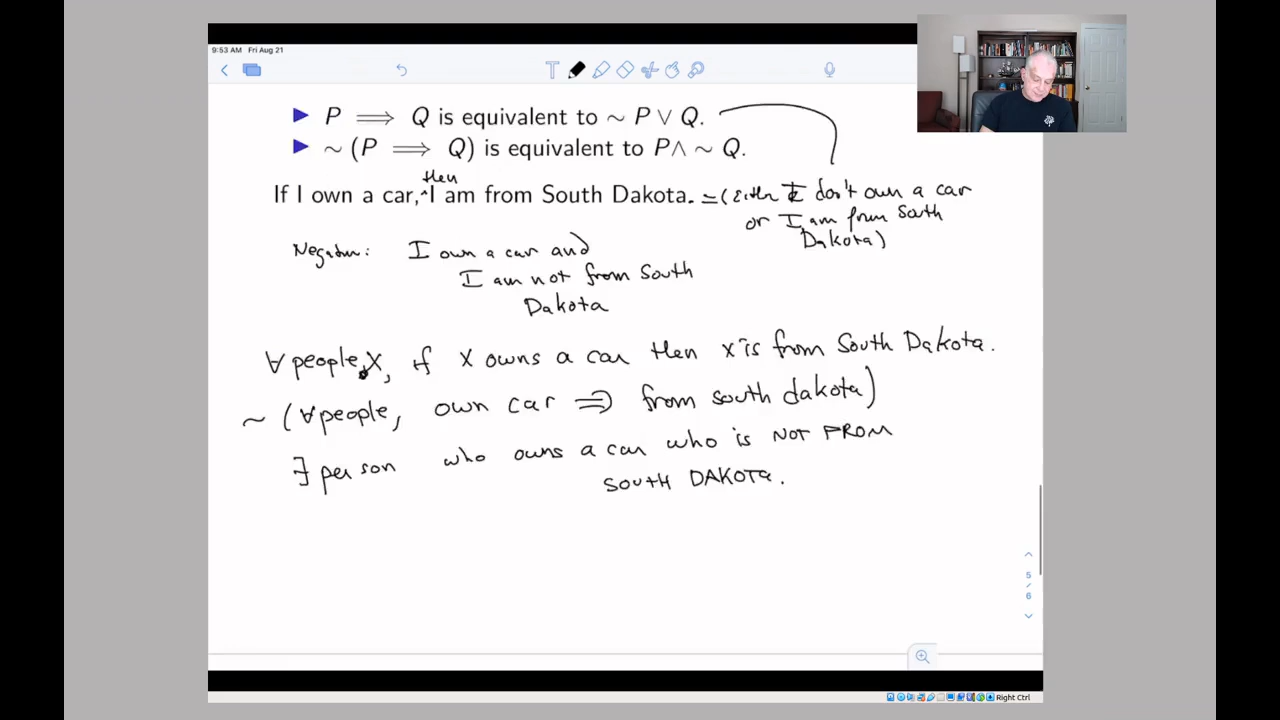 9:53 AM Fri Aug 21
▶ P ⟹ Q is equivalent to ∼ P ∨ Q.
▶ ∼ (P ⟹ Q) is equivalent to P∧ ∼ Q.
then
If I own a car, ^I am from South Dakota. = (Either I don't own a car
or I am from South
Dakota)
Negation: I own a car and
I am not from South
Dakota
∀ people, x, if x owns a car then x is from South Dakota.
∼ (∀people, own car ⟹ from south dakota)
∃ person who owns a car who is NOT FROM
SOUTH DAKOTA.
5
/
6
Right Ctrl